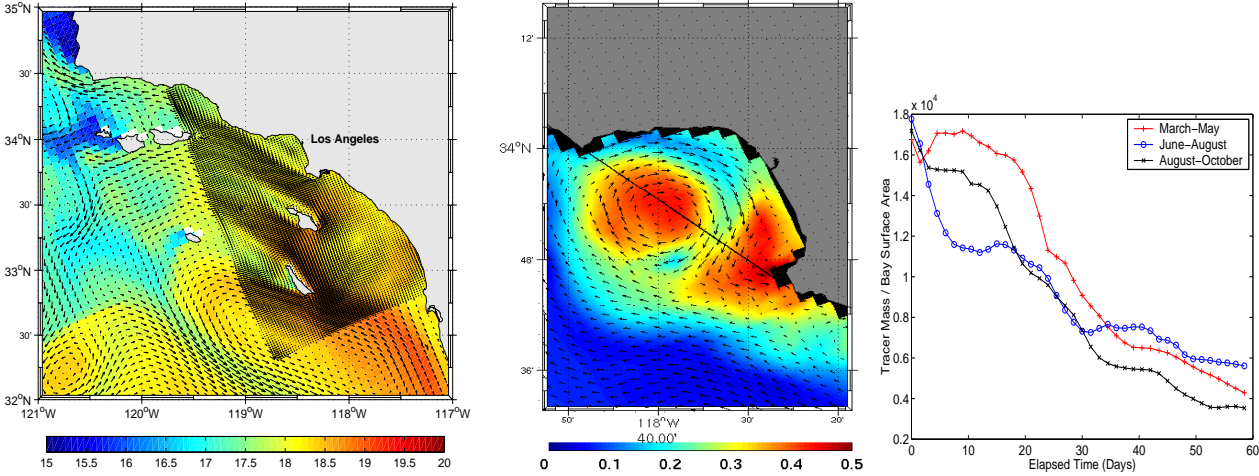 35°N
30'
34°N
30'
33°N
30'
32°N
121°W
120°W
119°W
118°W
117°W
Los Angeles
15
15.5
16
16.5
17
17.5
18
18.5
19
19.5
20
12'
34°N
48'
36'
50'
118°W
40.00'
30'
20'
0
0.1
0.2
0.3
0.4
0.5
x 10⁴
Tracer Mass / Bay Surface Area
1.8
1.6
1.4
1.2
1
0.8
0.6
0.4
0.2
0
10
20
30
40
50
60
Elapsed Time (Days)
March−May
June−August
August−October